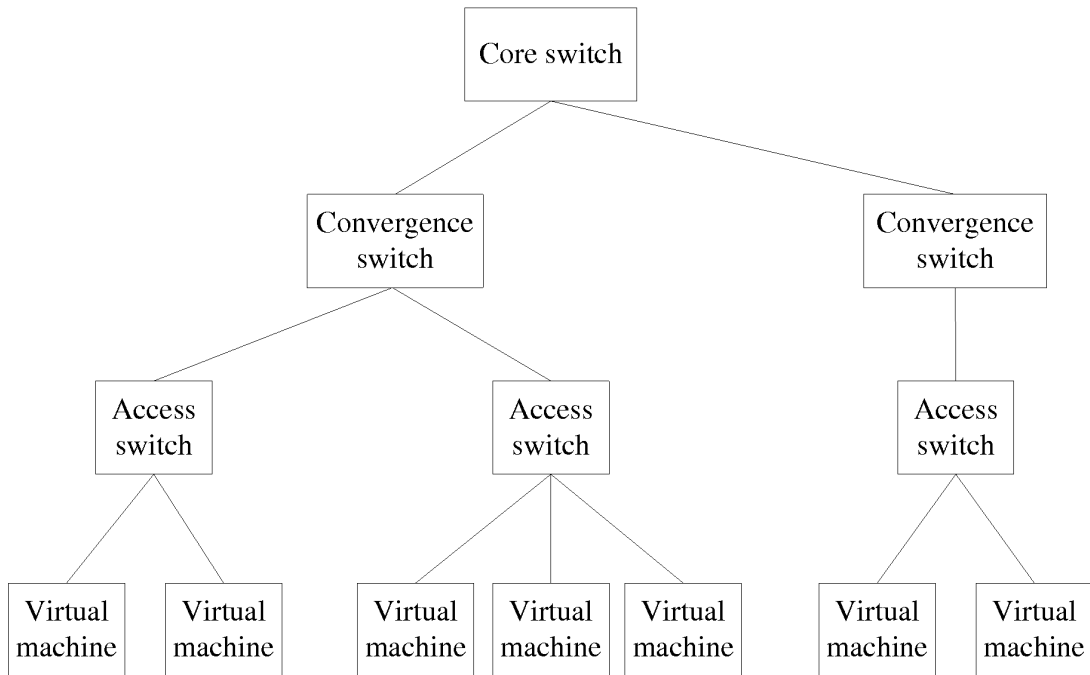 Core switch
Convergence
switch
Convergence
switch
Access
switch
Access
switch
Access
switch
Virtual
machine
Virtual
machine
Virtual
machine
Virtual
machine
Virtual
machine
Virtual
machine
Virtual
machine